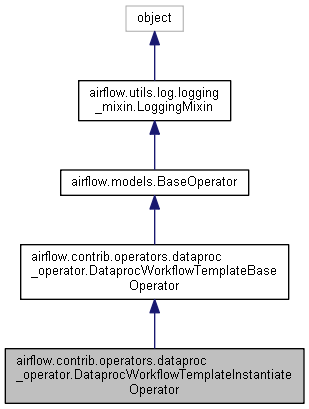 object
airflow.utils.log.logging
_mixin.LoggingMixin
airflow.models.BaseOperator
airflow.contrib.operators.dataproc
_operator.DataprocWorkflowTemplateBase
Operator
airflow.contrib.operators.dataproc
_operator.DataprocWorkflowTemplateInstantiate
Operator